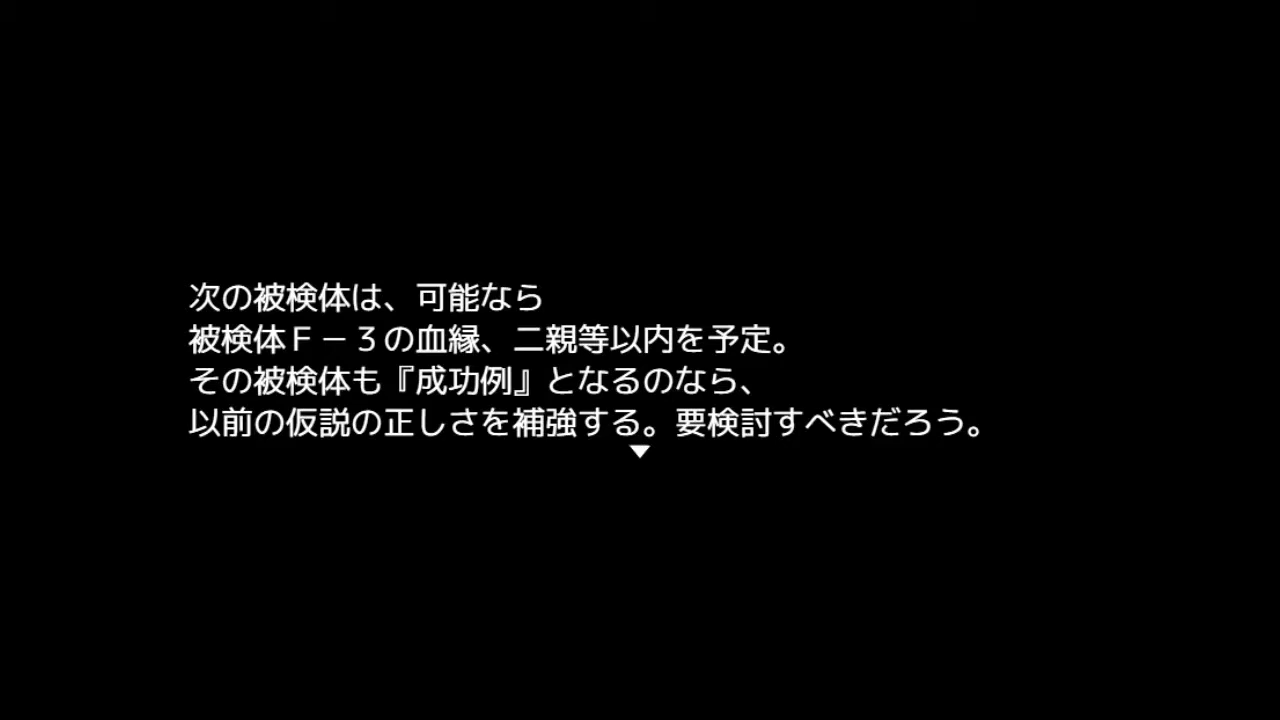 次の被検体は、可能なら
被検体Ｆ－３の血縁、二親等以内を予定。
その被検体も『成功例』となるのなら、
以前の仮説の正しさを補強する。要検討すべきだろう。